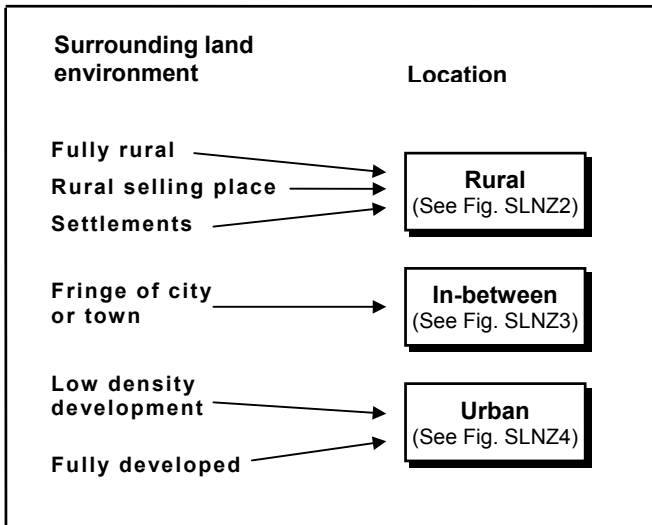 Surrounding land
environment
Location
Fully rural
Rural selling place
Settlements
Rural
(See Fig. SLNZ2)
Fringe of city
or town
In-between
(See Fig. SLNZ3)
Low density
development
Fully developed
Urban
(See Fig. SLNZ4)